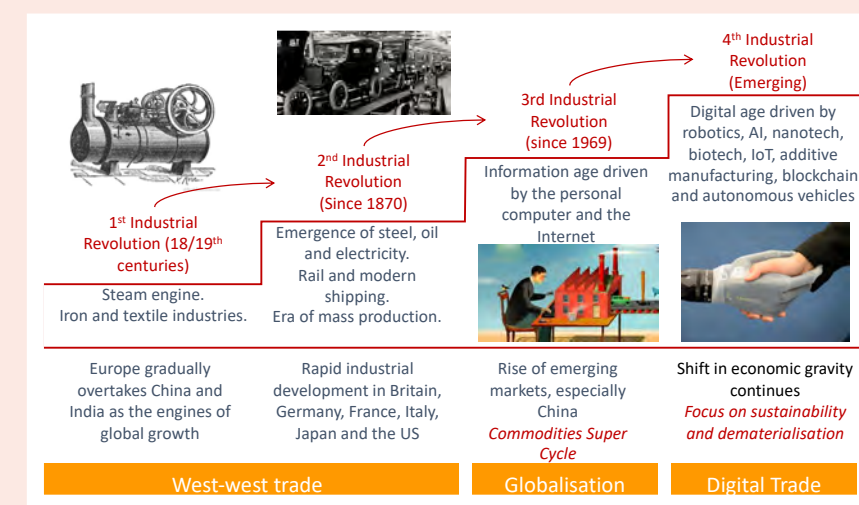 1st Industrial
Revolution (18/19th
centuries)
Steam engine.
Iron and textile industries.
Europe gradually
overtakes China and
India as the engines of
global growth
2nd Industrial
Revolution
(Since 1870)
Emergence of steel, oil
and electricity.
Rail and modern
shipping.
Era of mass production.
Rapid industrial
development in Britain,
Germany, France, Italy,
Japan and the US
West-west trade
3rd Industrial
Revolution
(since 1969)
Information age driven
by the personal
computer and the
Internet
Rise of emerging
markets, especially
China
Commodities Super
Cycle
Globalisation
4th Industrial
Revolution
(Emerging)
Digital age driven by
robotics, AI, nanotech,
biotech, IoT, additive
manufacturing, blockchain
and autonomous vehicles
Shift in economic gravity
continues
Focus on sustainability
and dematerialisation
Digital Trade